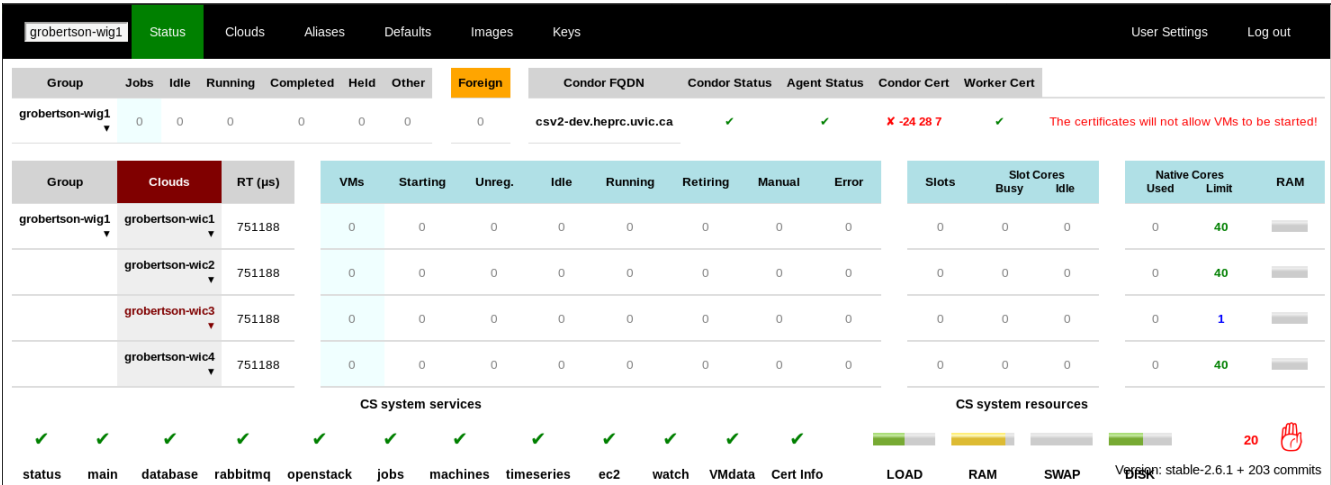 grobertson-wig1 Status Clouds Aliases Defaults Images Keys User Settings Log out
Group Jobs Idle Running Completed Held Other Foreign Condor FQDN Condor Status Agent Status Condor Cert Worker Cert
grobertson-wig1 ▼ 0 0 0 0 0 0 0 csv2-dev.heprc.uvic.ca ✔ ✔ ✘ -24 28 7 ✔ The certificates will not allow VMs to be started!
Group Clouds RT (µs) VMs Starting Unreg. Idle Running Retiring Manual Error Slots Slot Cores Busy Idle Native Cores Used Limit RAM
grobertson-wig1 ▼ grobertson-wic1 ▼ 751188 0 0 0 0 0 0 0 0 0 0 0 0 40
grobertson-wic2 ▼ 751188 0 0 0 0 0 0 0 0 0 0 0 0 40
grobertson-wic3 ▼ 751188 0 0 0 0 0 0 0 0 0 0 0 0 1
grobertson-wic4 ▼ 751188 0 0 0 0 0 0 0 0 0 0 0 0 40
CS system services CS system resources
✔ ✔ ✔ ✔ ✔ ✔ ✔ ✔ ✔ ✔ ✔ ✔ 20
status main database rabbitmq openstack jobs machines timeseries ec2 watch VMdata Cert Info LOAD RAM SWAP DISK
Version: stable-2.6.1 + 203 commits